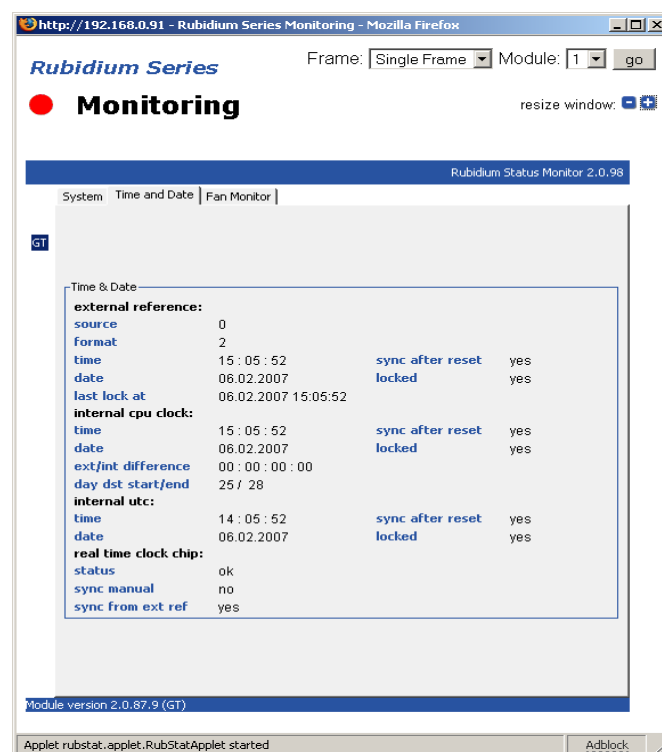 http://192.168.0.91 - Rubidium Series Monitoring - Mozilla Firefox
Rubidium Series Frame: Single Frame Module: 1 go
Monitoring resize window:
Rubidium Status Monitor 2.0.98
System Time and Date Fan Monitor
GT
Time & Date
external reference:
source 0
format 2
time 15 : 05 : 52 sync after reset yes
date 06.02.2007 locked yes
last lock at 06.02.2007 15:05:52
internal cpu clock:
time 15 : 05 : 52 sync after reset yes
date 06.02.2007 locked yes
ext/int difference 00 : 00 : 00 : 00
day dst start/end 25 / 28
internal utc:
time 14 : 05 : 52 sync after reset yes
date 06.02.2007 locked yes
real time clock chip:
status ok
sync manual no
sync from ext ref yes
Module version 2.0.87.9 (GT)
Applet rubstat.applet.RubStatApplet started Adblock